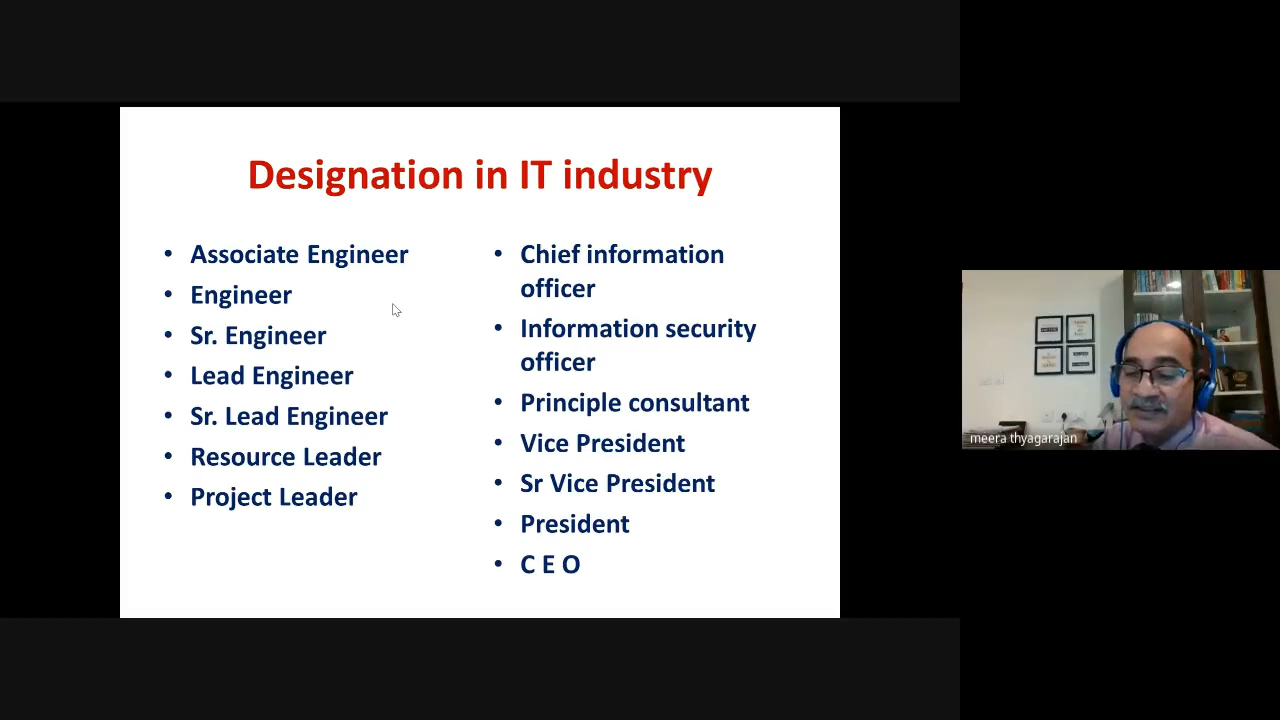 Designation in IT industry
• Associate Engineer
• Engineer
• Sr. Engineer
• Lead Engineer
• Sr. Lead Engineer
• Resource Leader
• Project Leader
• Chief information
officer
• Information security
officer
• Principle consultant
• Vice President
• Sr Vice President
• President
• C E O
meera thyagarajan